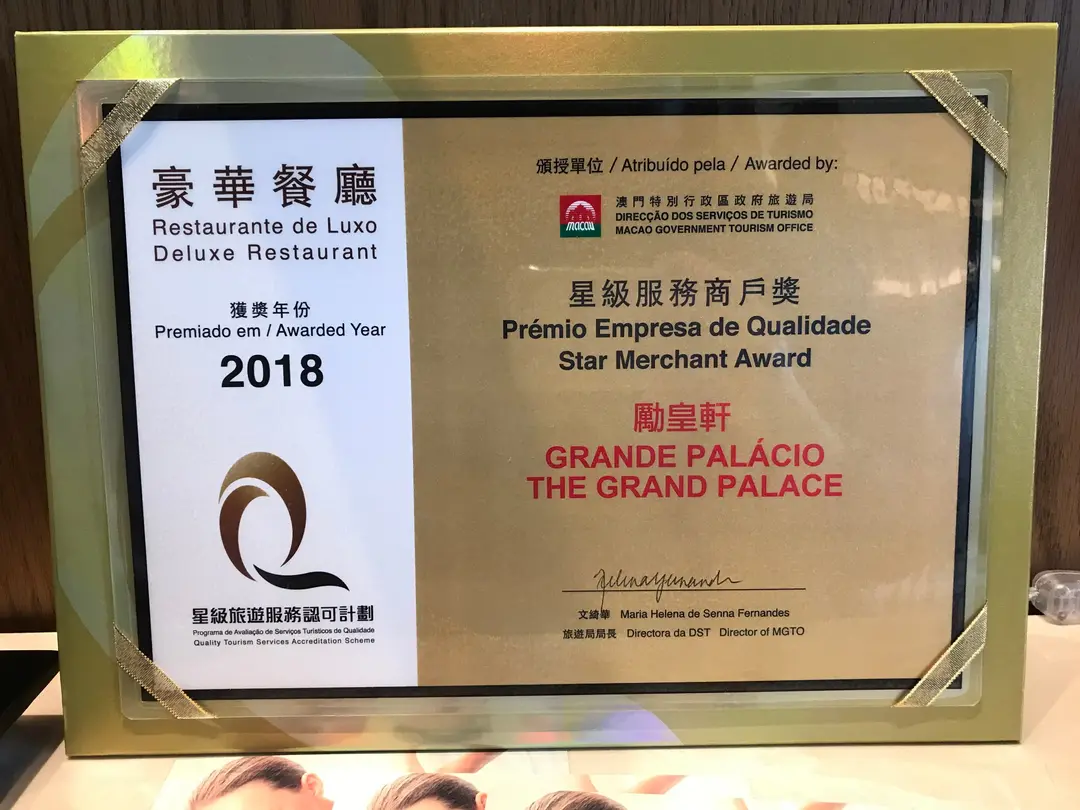 豪華餐廳
Restaurante de Luxo
Deluxe Restaurant
獲獎年份
Premiado em / Awarded Year
2018
星級旅遊服務認可計劃
Programa de Avaliação de Serviços Turísticos de Qualidade
Quality Tourism Services Accreditation Scheme
頒授單位 / Atribuído pela / Awarded by:
macau
澳門特別行政區政府旅遊局
DIRECÇÃO DOS SERVIÇOS DE TURISMO
MACAO GOVERNMENT TOURISM OFFICE
星級服務商戶獎
Prémio Empresa de Qualidade
Star Merchant Award
勵皇軒
GRANDE PALÁCIO
THE GRAND PALACE
文綺華 Maria Helena de Senna Fernandes
旅遊局局長 Directora da DST Director of MGTO